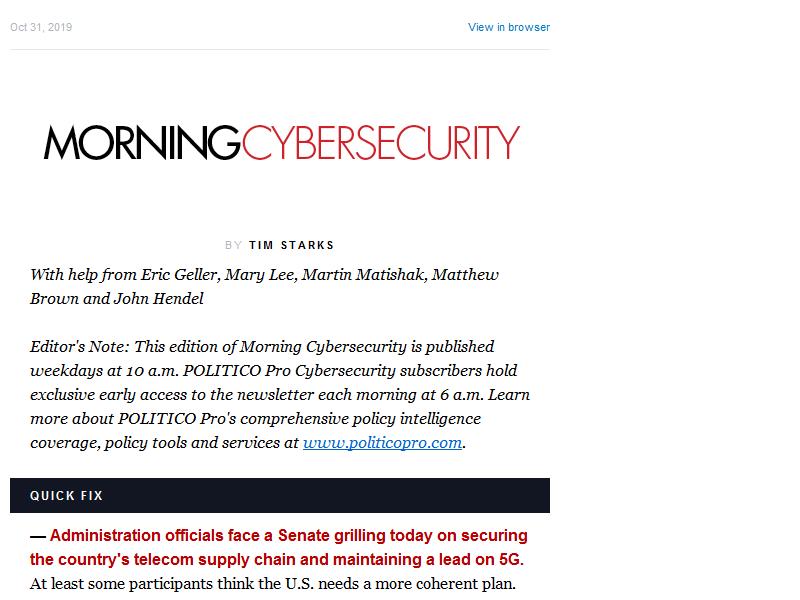 Oct 31, 2019
View in browser
MORNINGCYBERSECURITY
BY TIM STARKS
With help from Eric Geller, Mary Lee, Martin Matishak, Matthew
Brown and John Hendel
Editor's Note: This edition of Morning Cybersecurity is published
weekdays at 10 a.m. POLITICO Pro Cybersecurity subscribers hold
exclusive early access to the newsletter each morning at 6 a.m. Learn
more about POLITICO Pro's comprehensive policy intelligence
coverage, policy tools and services at www.politicopro.com.
QUICK FIX
— Administration officials face a Senate grilling today on securing
the country's telecom supply chain and maintaining a lead on 5G.
At least some participants think the U.S. needs a more coherent plan.